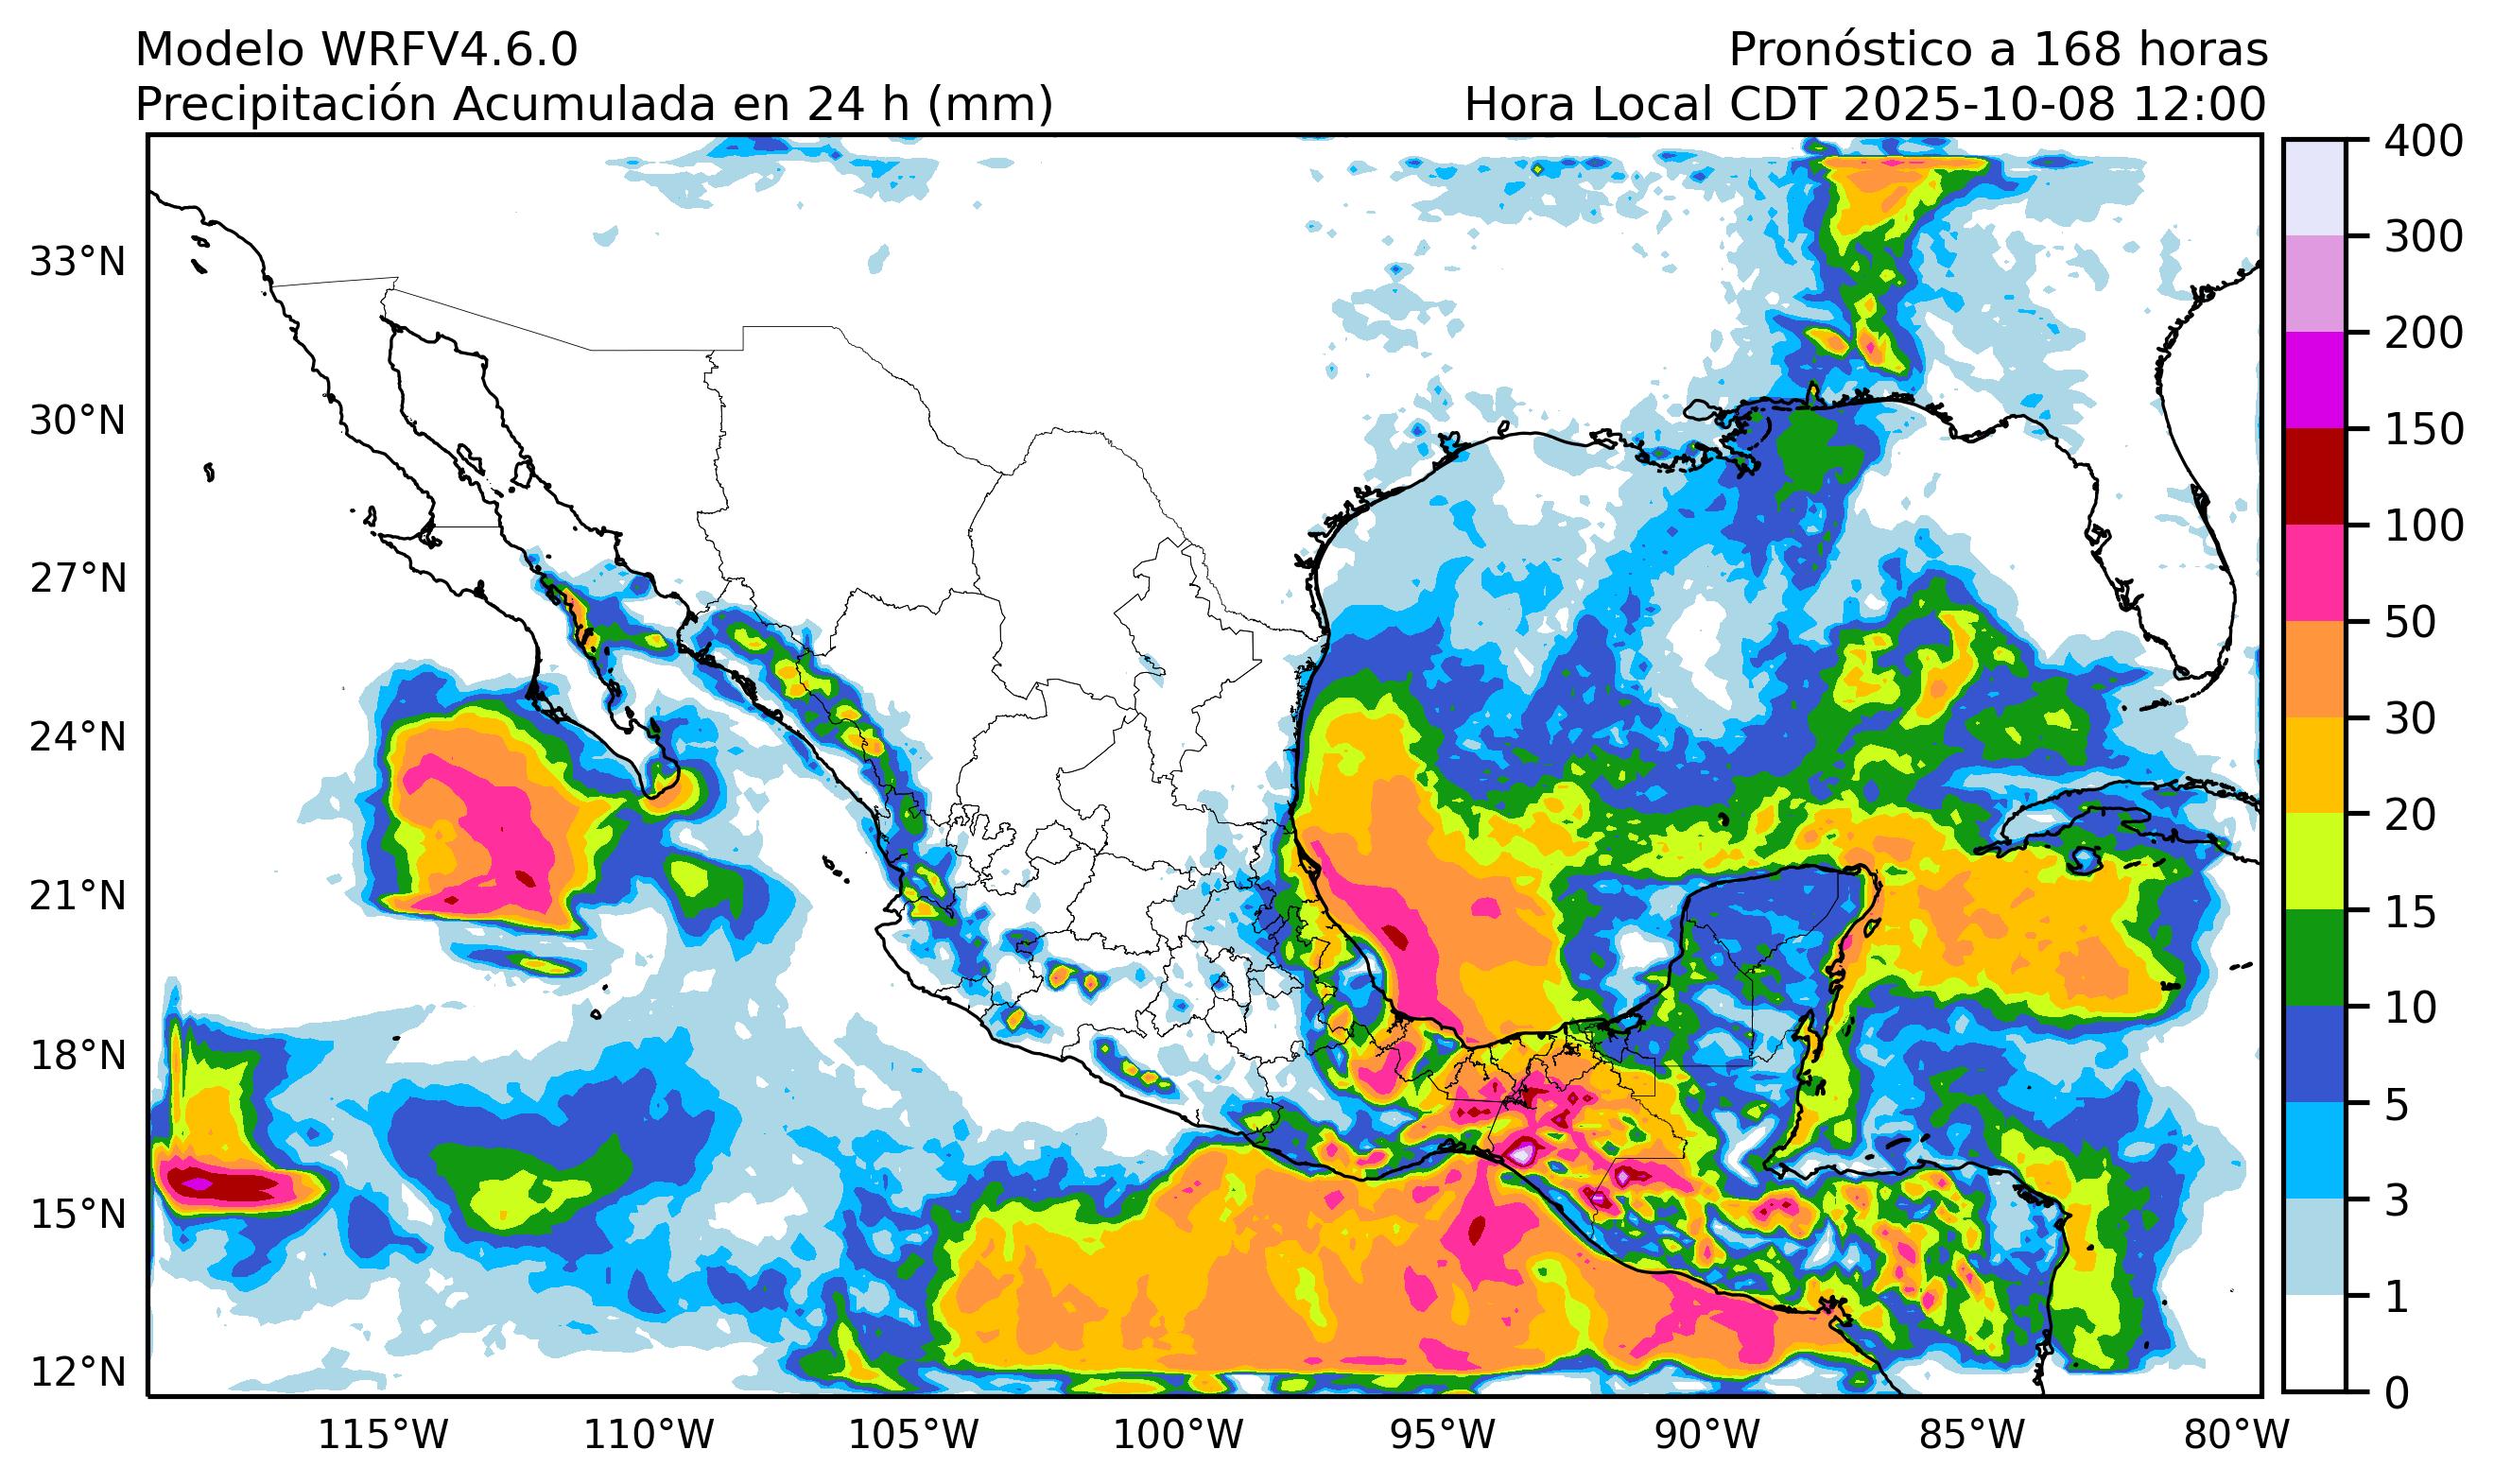 Modelo WRFV4.6.0
Pronóstico a 168 horas
Precipitación Acumulada en 24 h (mm)
Hora Local CDT 2025-10-08 12:00
33°N
30°N
27°N
24°N
21°N
18°N
15°N
12°N
115°W
110°W
105°W
100°W
95°W
90°W
85°W
80°W
400
300
200
150
100
50
30
20
15
10
5
3
1
0